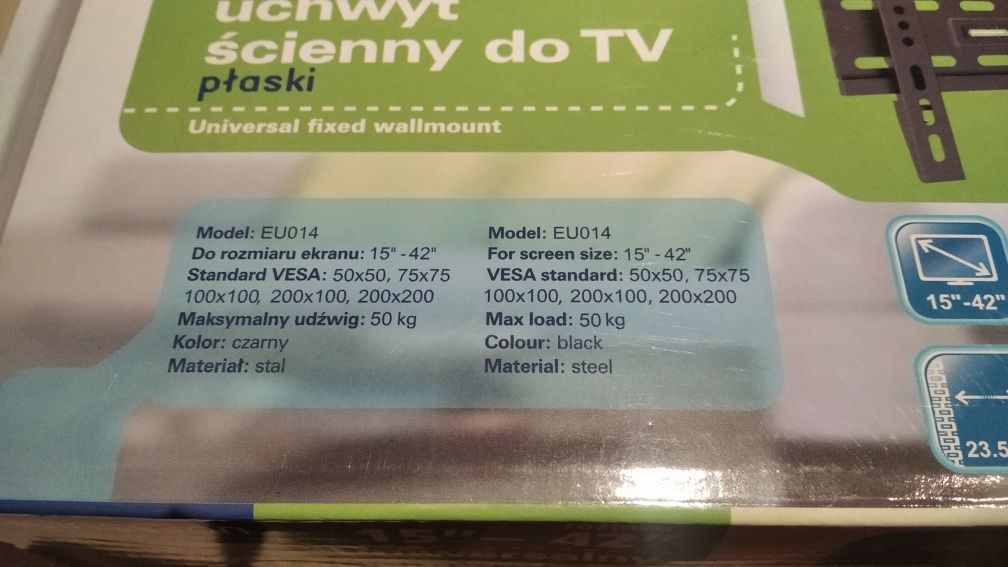 uchwyt
ścienny do TV
płaski
Universal fixed wallmount
Model: EU014
Do rozmiaru ekranu: 15" - 42"
Standard VESA: 50x50, 75x75
100x100, 200x100, 200x200
Maksymalny udźwig: 50 kg
Kolor: czarny
Materiał: stal
Model: EU014
For screen size: 15" - 42"
VESA standard: 50x50, 75x75
100x100, 200x100, 200x200
Max load: 50 kg
Colour: black
Material: steel
15"-42"
23.5
15" - 42"